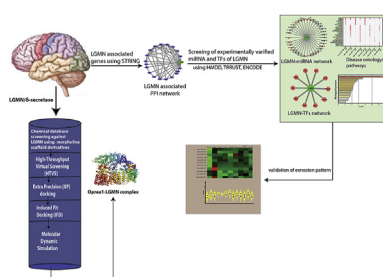 LGMN associated
genes using STRING
LGMN associated
PPI network
Screeing of experimentally varified
miRNA and TFs of LGMN
using HMDD, TRRUST, ENCODE
LGMN-miRNA network
Disease ontology
pathways
LGMN-TFs network
LGMN/δ-secretase
Chemical database
screening against
LGMN using morpholine
scaffold derivatives
High-Throughput
Virtual Screening
(HTVS)
Extra Precision (XP)
docking
Induced Fit
Docking (IFD)
Molecular
Dynamic
Simulation
Oprea1-LGMN complex
validation of exression pattern